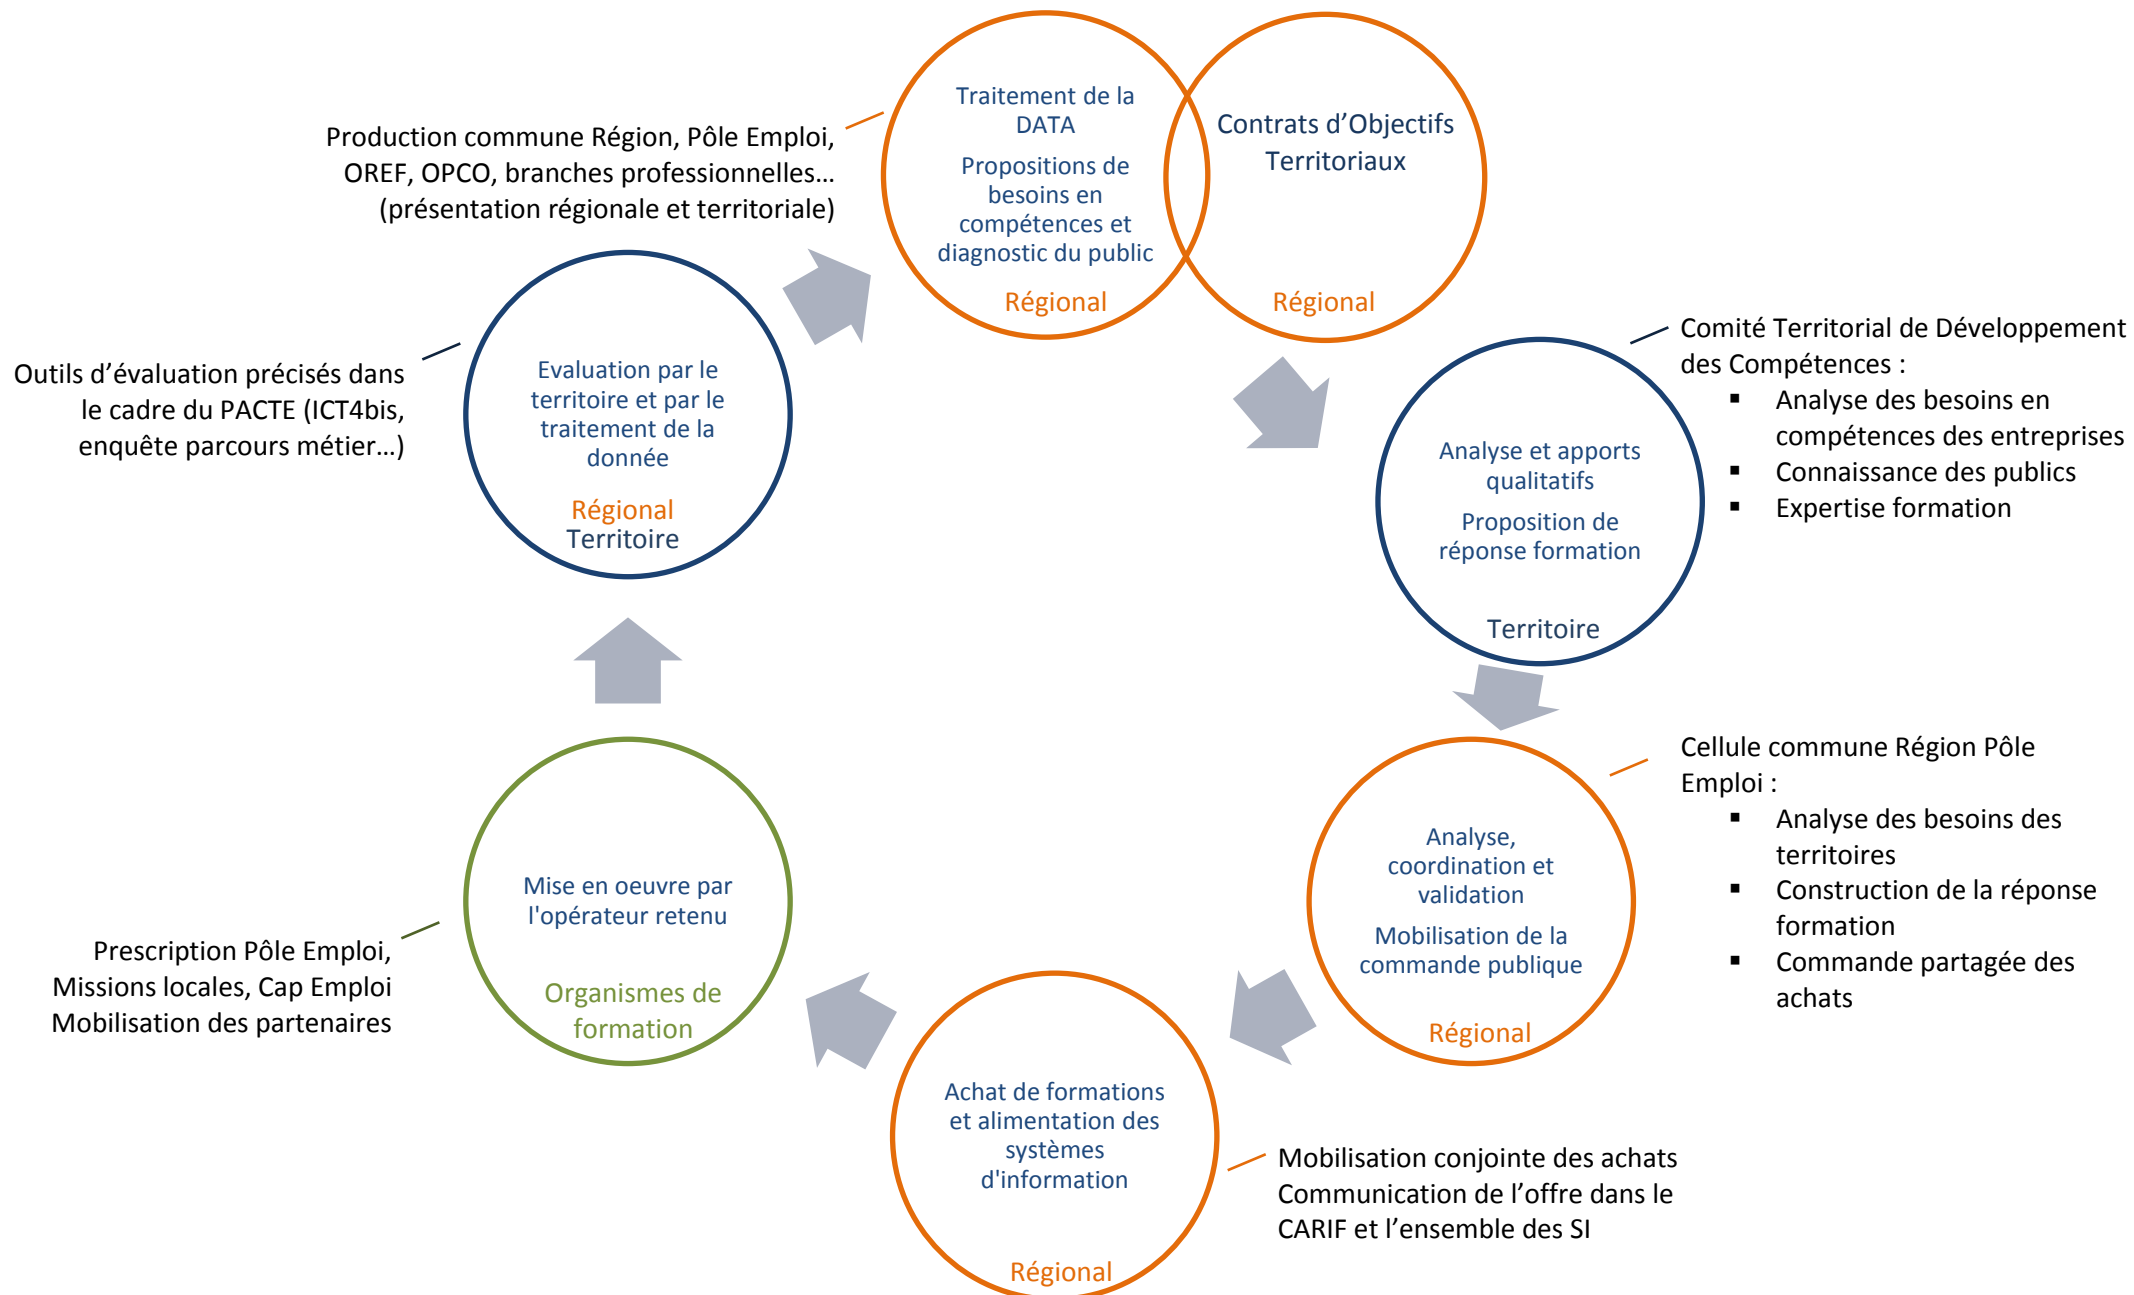 Traitement de la
DATA
Propositions de
besoins en
compétences et
diagnostic du public
Régional
Contrats d’Objectifs
Territoriaux
Régional
Production commune Région, Pôle Emploi,
OREF, OPCO, branches professionnelles…
(présentation régionale et territoriale)
Comité Territorial de Développement
des Compétences :
▪ Analyse des besoins en
compétences des entreprises
▪ Connaissance des publics
▪ Expertise formation
Analyse et apports
qualitatifs
Proposition de
réponse formation
Territoire
Cellule commune Région Pôle
Emploi :
▪ Analyse des besoins des
territoires
▪ Construction de la réponse
formation
▪ Commande partagée des
achats
Analyse,
coordination et
validation
Mobilisation de la
commande publique
Régional
Achat de formations
et alimentation des
systèmes
d'information
Régional
Mobilisation conjointe des achats
Communication de l’offre dans le
CARIF et l’ensemble des SI
Mise en oeuvre par
l'opérateur retenu
Organismes de
formation
Prescription Pôle Emploi,
Missions locales, Cap Emploi
Mobilisation des partenaires
Evaluation par le
territoire et par le
traitement de la
donnée
Régional
Territoire
Outils d’évaluation précisés dans
le cadre du PACTE (ICT4bis,
enquête parcours métier…)